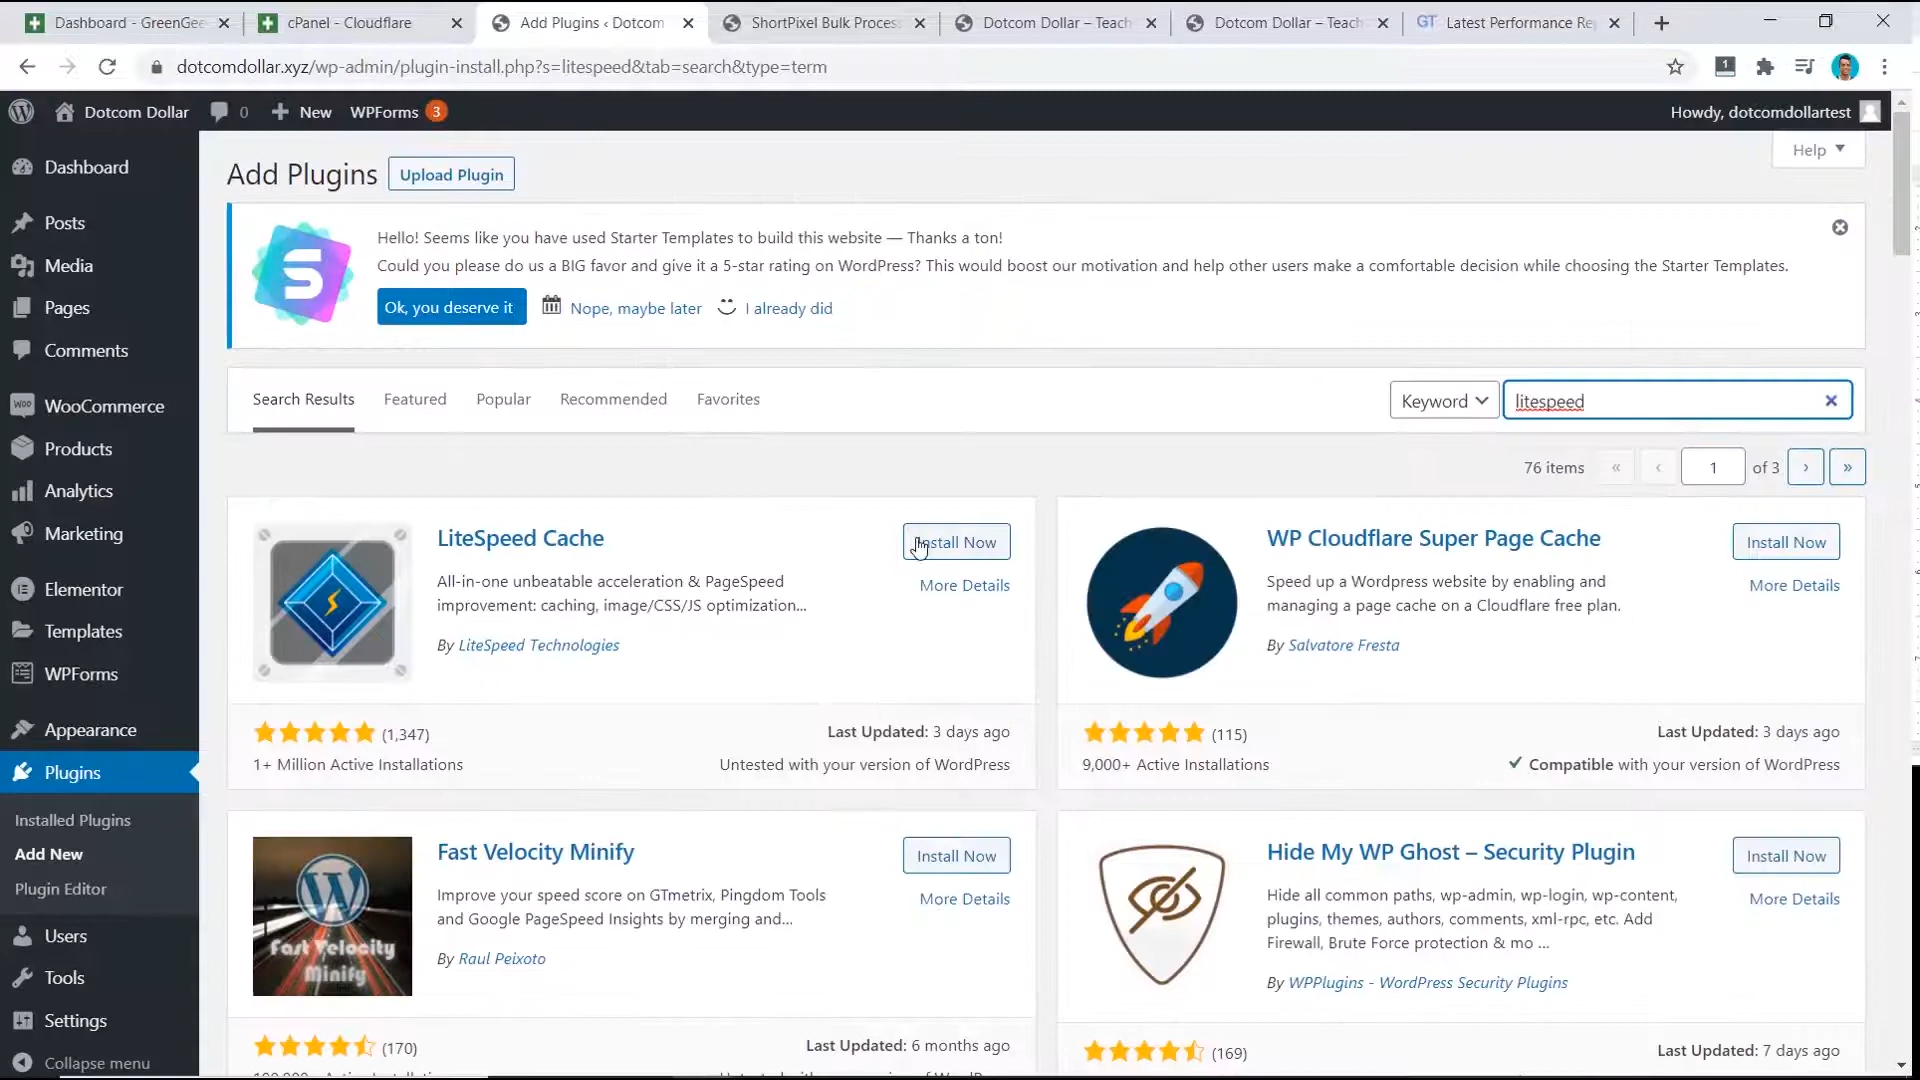 Dashboard - GreenGee
cPanel - Cloudflare
Add Plugins ‹ Dotcom
ShortPixel Bulk Process
Dotcom Dollar – Teach
Dotcom Dollar – Teach
GT Latest Performance Re
dotcomdollar.xyz/wp-admin/plugin-install.php?s=litespeed&tab=search&type=term
1
Dotcom Dollar
0
New
WPForms 3
Howdy, dotcomdollartest
Dashboard
Posts
Media
Pages
Comments
WooCommerce
Products
Analytics
Marketing
Elementor
Templates
WPForms
Appearance
Plugins
Installed Plugins
Add New
Plugin Editor
Users
Tools
Settings
Collapse menu
Help
Add Plugins
Upload Plugin
S
Hello! Seems like you have used Starter Templates to build this website — Thanks a ton!
Could you please do us a BIG favor and give it a 5-star rating on WordPress? This would boost our motivation and help other users make a comfortable decision while choosing the Starter Templates.
Ok, you deserve it
Nope, maybe later
I already did
Search Results
Featured
Popular
Recommended
Favorites
Keyword
litespeed
76 items « ‹ 1 of 3 › »
LiteSpeed Cache
Install Now
More Details
All-in-one unbeatable acceleration & PageSpeed
improvement: caching, image/CSS/JS optimization...
By LiteSpeed Technologies
(1,347)
Last Updated: 3 days ago
1+ Million Active Installations
Untested with your version of WordPress
WP Cloudflare Super Page Cache
Install Now
More Details
Speed up a Wordpress website by enabling and
managing a page cache on a Cloudflare free plan.
By Salvatore Fresta
(115)
Last Updated: 3 days ago
9,000+ Active Installations
Compatible with your version of WordPress
Fast Velocity
Minify
Fast Velocity Minify
Install Now
More Details
Improve your speed score on GTmetrix, Pingdom Tools
and Google PageSpeed Insights by merging and...
By Raul Peixoto
(170)
Last Updated: 6 months ago
Hide My WP Ghost – Security Plugin
Install Now
More Details
Hide all common paths, wp-admin, wp-login, wp-content,
plugins, themes, authors, comments, xml-rpc, etc. Add
Firewall, Brute Force protection & mo ...
By WPPlugins - WordPress Security Plugins
(169)
Last Updated: 7 days ago